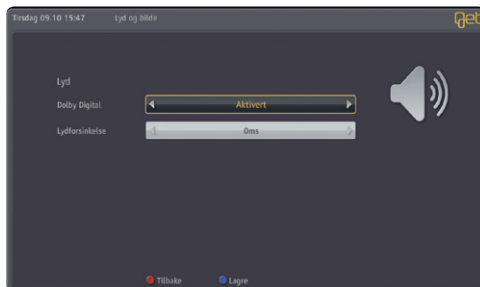 Tirsdag 09.10 15:47 Lyd og bilde Get
Lyd
Dolby Digital Aktivert
Lydforsinkelse 0ms
Tilbake Lagre